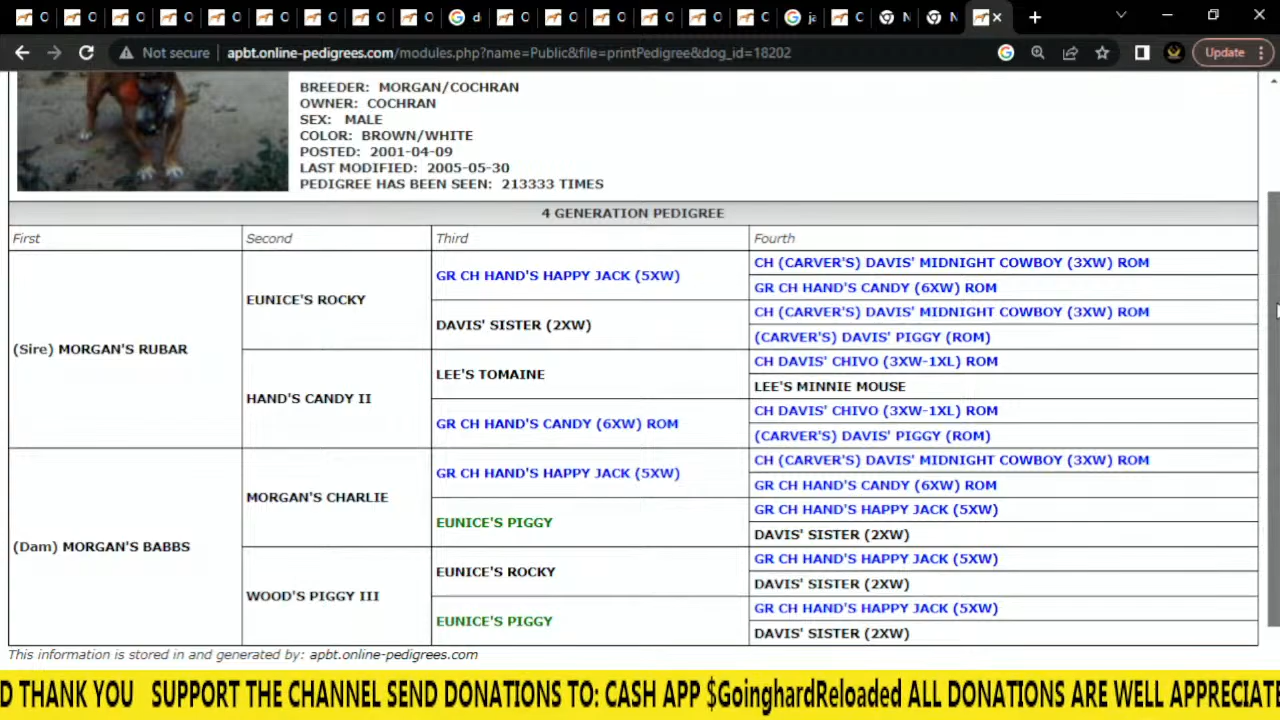 Not secure
apbt.online-pedigrees.com/modules.php?name=Public&file=printPedigree&dog_id=18202
Update
BREEDER: MORGAN/COCHRAN
OWNER: COCHRAN
SEX: MALE
COLOR: BROWN/WHITE
POSTED: 2001-04-09
LAST MODIFIED: 2005-05-30
PEDIGREE HAS BEEN SEEN: 213333 TIMES
4 GENERATION PEDIGREE
First Second Third Fourth
(Sire) MORGAN'S RUBAR
EUNICE'S ROCKY
GR CH HAND'S HAPPY JACK (5XW)
CH (CARVER'S) DAVIS' MIDNIGHT COWBOY (3XW) ROM
GR CH HAND'S CANDY (6XW) ROM
DAVIS' SISTER (2XW)
CH (CARVER'S) DAVIS' MIDNIGHT COWBOY (3XW) ROM
(CARVER'S) DAVIS' PIGGY (ROM)
HAND'S CANDY II
LEE'S TOMAINE
CH DAVIS' CHIVO (3XW-1XL) ROM
LEE'S MINNIE MOUSE
GR CH HAND'S CANDY (6XW) ROM
CH DAVIS' CHIVO (3XW-1XL) ROM
(CARVER'S) DAVIS' PIGGY (ROM)
(Dam) MORGAN'S BABBS
MORGAN'S CHARLIE
GR CH HAND'S HAPPY JACK (5XW)
CH (CARVER'S) DAVIS' MIDNIGHT COWBOY (3XW) ROM
GR CH HAND'S CANDY (6XW) ROM
EUNICE'S PIGGY
GR CH HAND'S HAPPY JACK (5XW)
DAVIS' SISTER (2XW)
WOOD'S PIGGY III
EUNICE'S ROCKY
GR CH HAND'S HAPPY JACK (5XW)
DAVIS' SISTER (2XW)
EUNICE'S PIGGY
GR CH HAND'S HAPPY JACK (5XW)
DAVIS' SISTER (2XW)
This information is stored in and generated by: apbt.online-pedigrees.com
D THANK YOU SUPPORT THE CHANNEL SEND DONATIONS TO: CASH APP $GoinghardReloaded ALL DONATIONS ARE WELL APPRECIATE